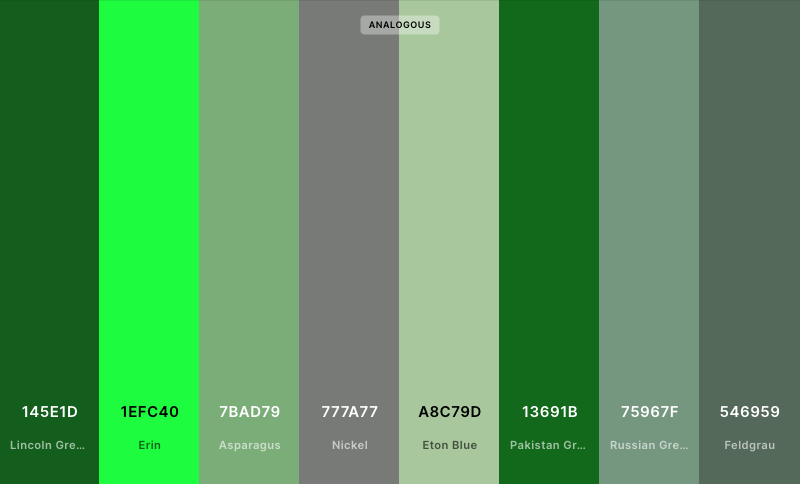 ANALOGOUS
145E1D
1EFC40
7BAD79
777A77
A8C79D
13691B
75967F
546959
Lincoln Gre...
Erin
Asparagus
Nickel
Eton Blue
Pakistan Gr...
Russian Gre...
Feldgrau